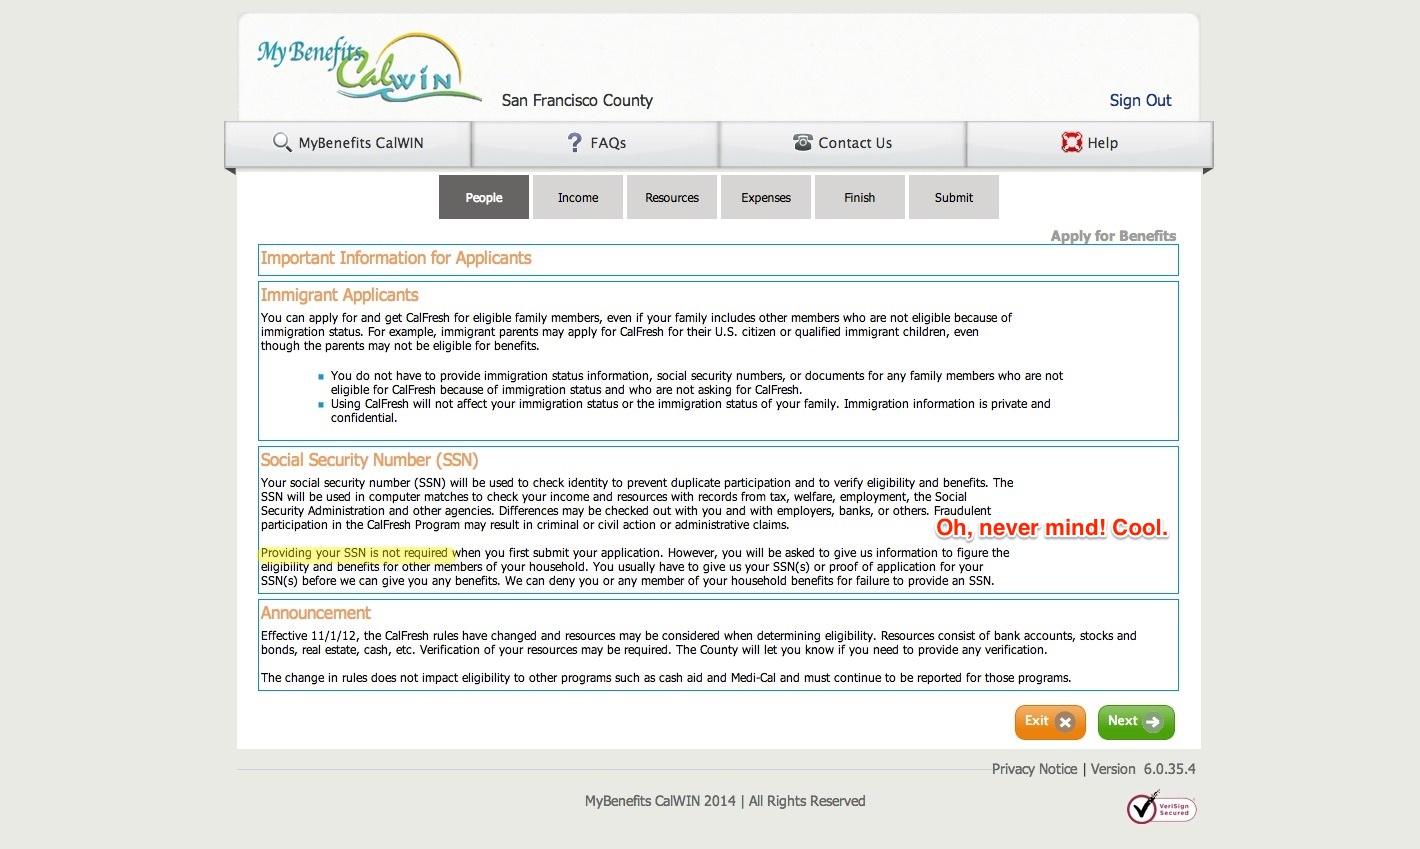 My Benefits
CalWIN
San Francisco County
Sign Out
MyBenefits CalWIN
? FAQs
Contact Us
Help
People
Income
Resources
Expenses
Finish
Submit
Apply for Benefits
Important Information for Applicants
Immigrant Applicants
You can apply for and get CalFresh for eligible family members, even if your family includes other members who are not eligible because of
immigration status. For example, immigrant parents may apply for CalFresh for their U.S. citizen or qualified immigrant children, even
though the parents may not be eligible for benefits.
You do not have to provide immigration status information, social security numbers, or documents for any family members who are not
eligible for CalFresh because of immigration status and who are not asking for CalFresh.
Using CalFresh will not affect your immigration status or the immigration status of your family. Immigration information is private and
confidential.
Social Security Number (SSN)
Your social security number (SSN) will be used to check identity to prevent duplicate participation and to verify eligibility and benefits. The
SSN will be used in computer matches to check your income and resources with records from tax, welfare, employment, the Social
Security Administration and other agencies. Differences may be checked out with you and with employers, banks, or others. Fraudulent
participation in the CalFresh Program may result in criminal or civil action or administrative claims.
Oh, never mind! Cool.
Providing your SSN is not required when you first submit your application. However, you will be asked to give us information to figure the
eligibility and benefits for other members of your household. You usually have to give us your SSN(s) or proof of application for your
SSN(s) before we can give you any benefits. We can deny you or any member of your household benefits for failure to provide an SSN.
Announcement
Effective 11/1/12, the CalFresh rules have changed and resources may be considered when determining eligibility. Resources consist of bank accounts, stocks and
bonds, real estate, cash, etc. Verification of your resources may be required. The County will let you know if you need to provide any verification.
The change in rules does not impact eligibility to other programs such as cash aid and Medi-Cal and must continue to be reported for those programs.
Exit
Next
Privacy Notice | Version 6.0.35.4
MyBenefits CalWIN 2014 | All Rights Reserved
VeriSign
Secured